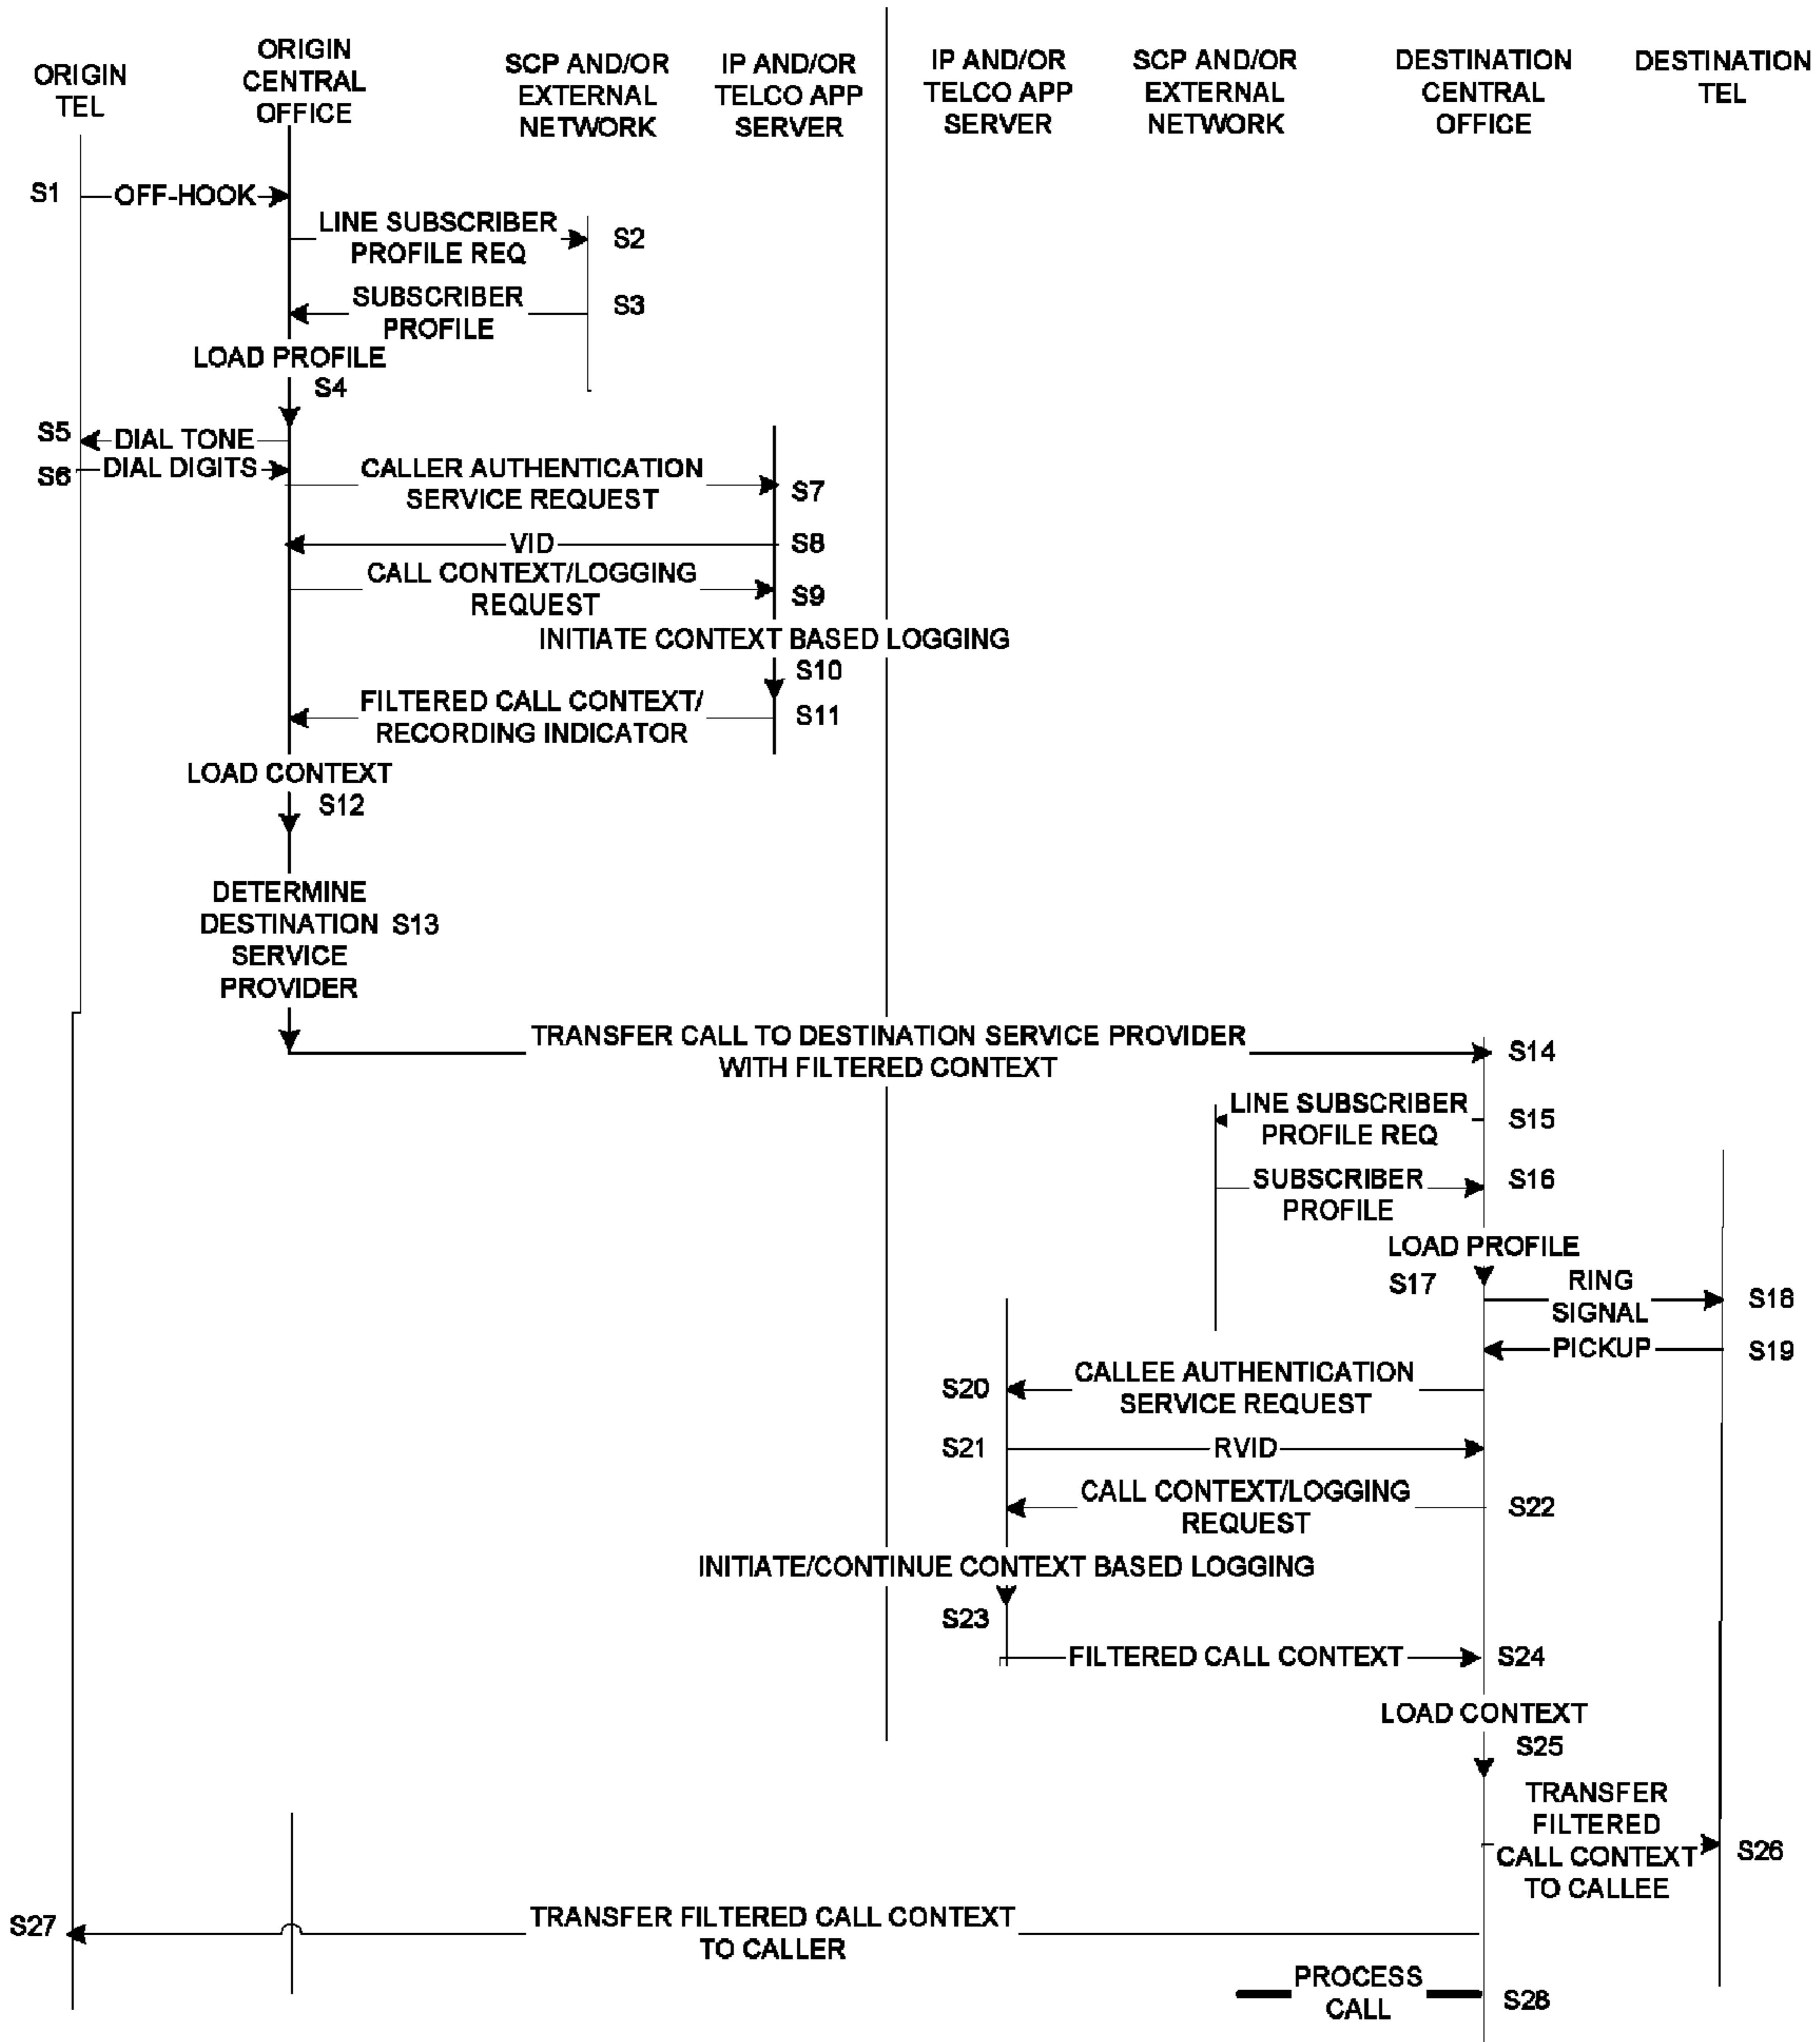 ORIGIN
TEL
ORIGIN
CENTRAL
OFFICE
SCP AND/OR
EXTERNAL
NETWORK
IP AND/OR
TELCO APP
SERVER
IP AND/OR
TELCO APP
SERVER
SCP AND/OR
EXTERNAL
NETWORK
DESTINATION
CENTRAL
OFFICE
DESTINATION
TEL
S1
OFF-HOOK
LINE SUBSCRIBER
PROFILE REQ
S2
SUBSCRIBER
PROFILE
S3
LOAD PROFILE
S4
S5
DIAL TONE
S6
DIAL DIGITS
CALLER AUTHENTICATION
SERVICE REQUEST
S7
VID
S8
CALL CONTEXT/LOGGING
REQUEST
S9
INITIATE CONTEXT BASED LOGGING
S10
FILTERED CALL CONTEXT/
RECORDING INDICATOR
S11
LOAD CONTEXT
S12
DETERMINE
DESTINATION
SERVICE
PROVIDER
S13
TRANSFER CALL TO DESTINATION SERVICE PROVIDER
WITH FILTERED CONTEXT
S14
LINE SUBSCRIBER
PROFILE REQ
S15
SUBSCRIBER
PROFILE
S16
LOAD PROFILE
S17
RING
SIGNAL
S18
PICKUP
S19
S20
CALLEE AUTHENTICATION
SERVICE REQUEST
S21
RVID
CALL CONTEXT/LOGGING
REQUEST
S22
INITIATE/CONTINUE CONTEXT BASED LOGGING
S23
FILTERED CALL CONTEXT
S24
LOAD CONTEXT
S25
TRANSFER
FILTERED
CALL CONTEXT
TO CALLEE
S26
S27
TRANSFER FILTERED CALL CONTEXT
TO CALLER
PROCESS
CALL
S28